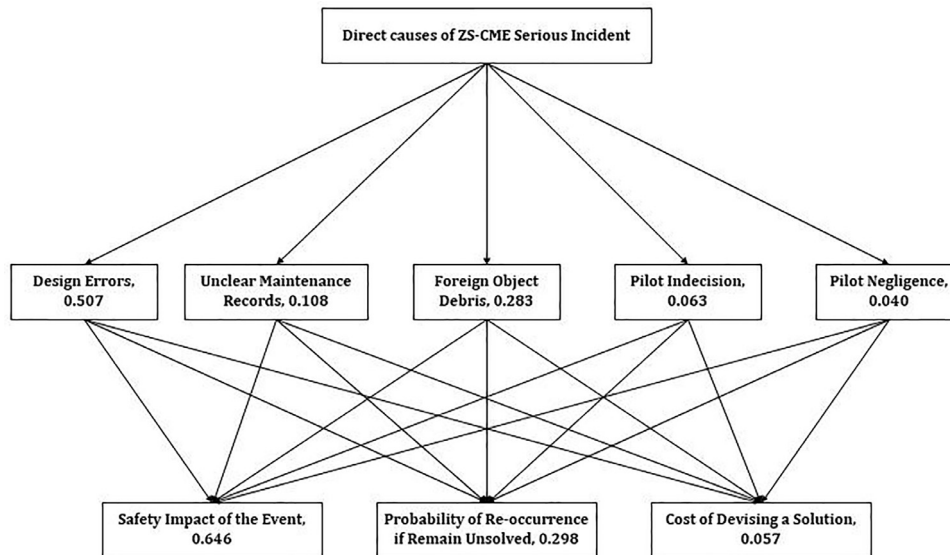 Direct causes of ZS-CME Serious Incident
Design Errors,
0.507
Unclear Maintenance
Records, 0.108
Foreign Object
Debris, 0.283
Pilot Indecision,
0.063
Pilot Negligence,
0.040
Safety Impact of the Event,
0.646
Probability of Re-occurrence
if Remain Unsolved, 0.298
Cost of Devising a Solution,
0.057